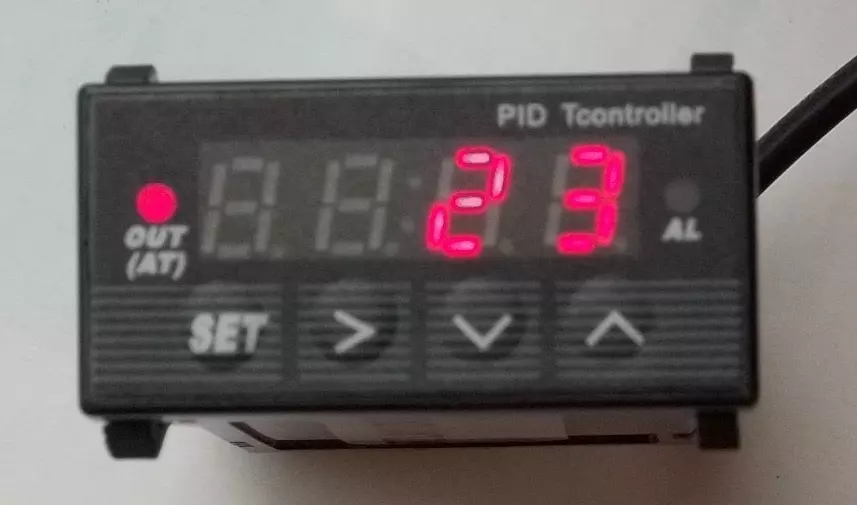 PID Tcontroller
23
OUT
(AT)
AL
SET > ∨ ∧